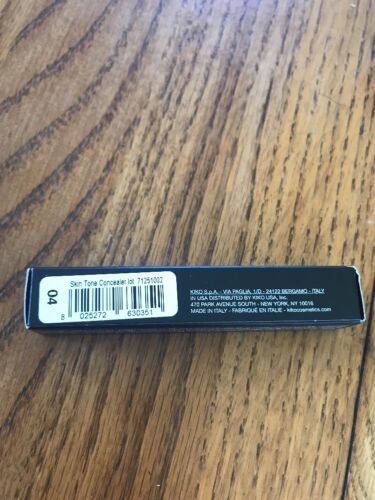 Skin Tone Concealer lot 71251002
04
8 025272 630351
KIKO S.p.A. - VIA PAGLIA, 1/D - 24122 BERGAMO - ITALY
IN USA DISTRIBUTED BY KIKO USA, Inc.
470 PARK AVENUE SOUTH - NEW YORK, NY 10016
MADE IN ITALY - FABRIQUÉ EN ITALIE - kikocosmetics.com